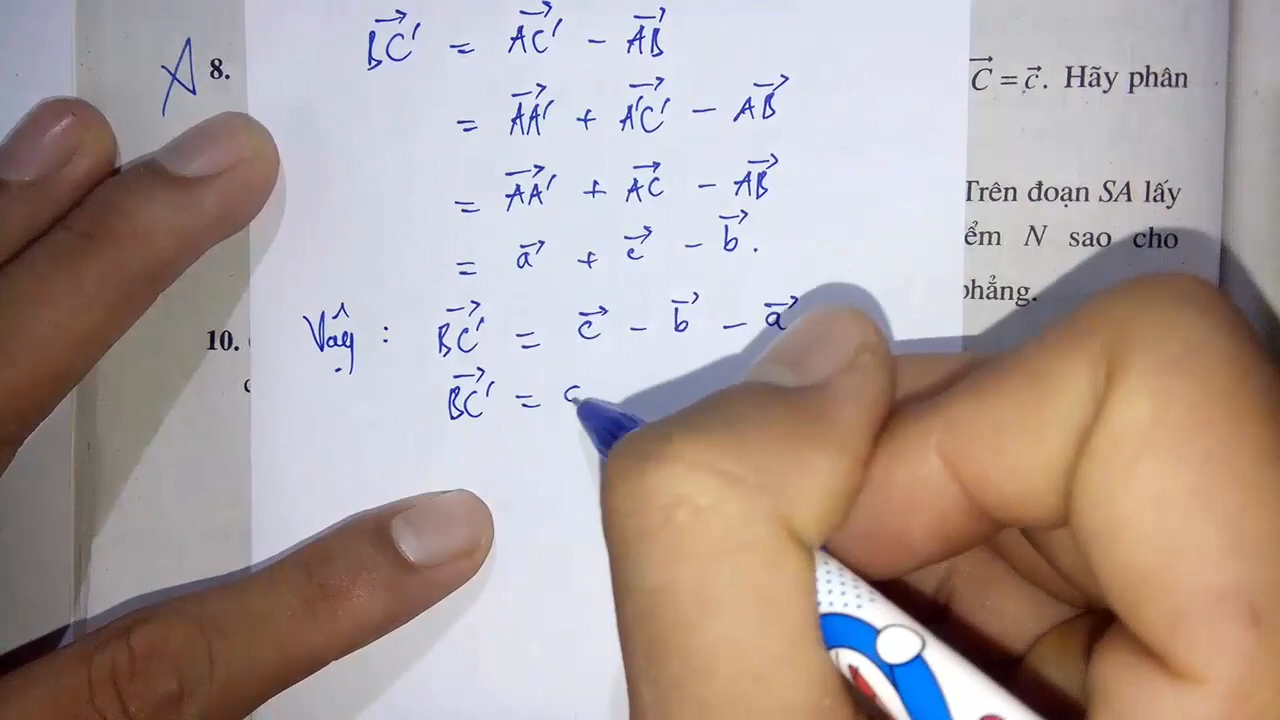 BC' = AC' - AB
8.
C = c. Hãy phân
= AA' + A'C' - AB
= AA' + AC - AB
Trên đoạn SA lấy
ểm N sao cho
= a + c - b.
phẳng.
10.
Vậy : BC' = c - b - a
BC' = c